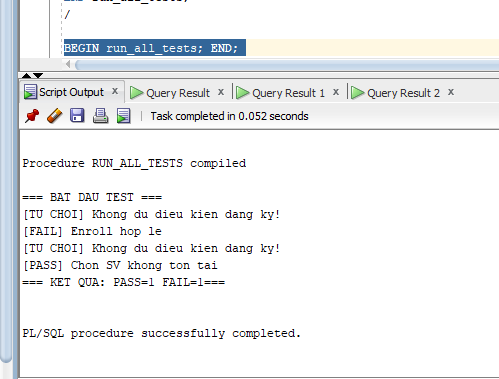 /
BEGIN run_all_tests; END;
Script Output x Query Result x Query Result 1 x Query Result 2 x
Task completed in 0.052 seconds
Procedure RUN_ALL_TESTS compiled
=== BAT DAU TEST ===
[TU CHOI] Khong du dieu kien dang ky!
[FAIL] Enroll hop le
[TU CHOI] Khong du dieu kien dang ky!
[PASS] Chon SV khong ton tai
=== KET QUA: PASS=1 FAIL=1===
PL/SQL procedure successfully completed.